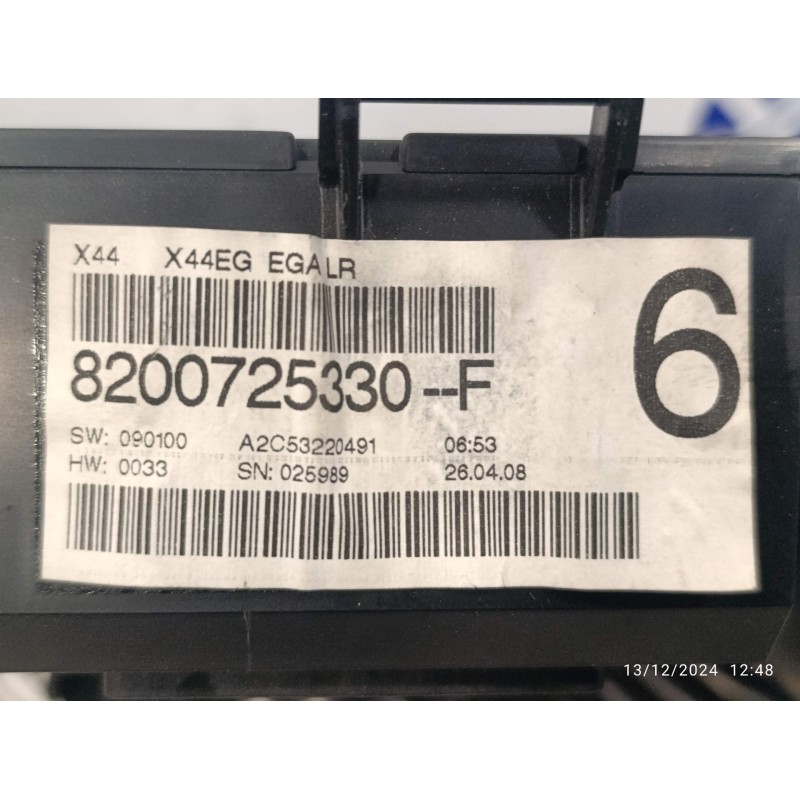 X44 X44EG EGALR
6
8200725330--F
SW: 090100 A2C53220491 06:53
HW: 0033 SN: 025989 26.04.08
13/12/2024 12:48